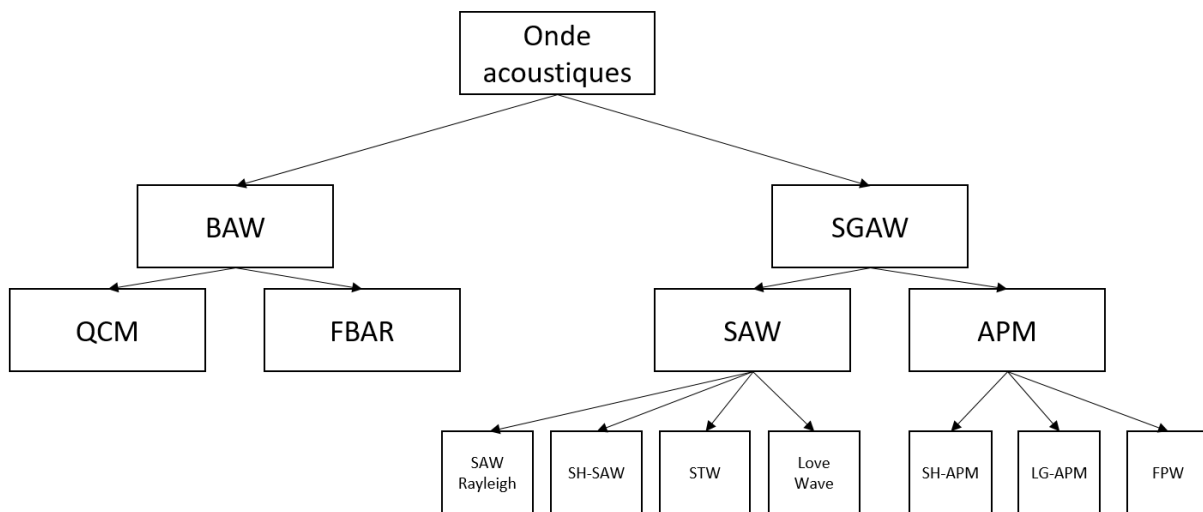 Onde
acoustiques
BAW
SGAW
QCM
FBAR
SAW
APM
SAW
Rayleigh
SH-SAW
STW
Love
Wave
SH-APM
LG-APM
FPW